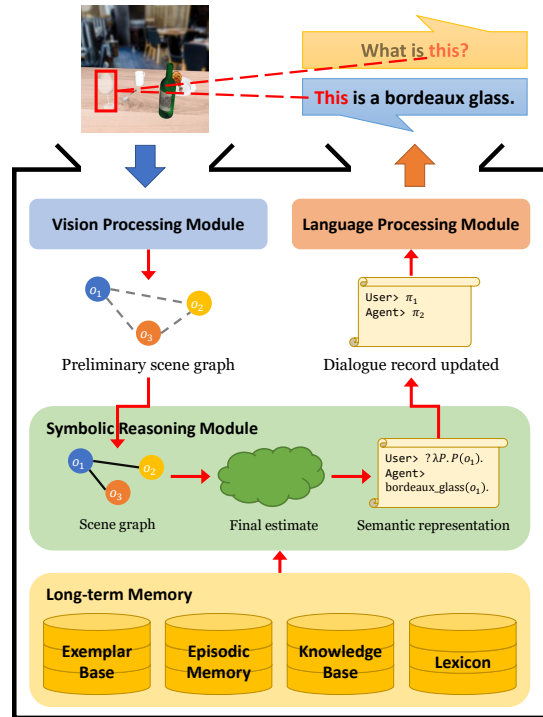 What is this?
This is a bordeaux glass.
Vision Processing Module
Language Processing Module
o₁
o₂
o₃
User> π₁
Agent> π₂
Preliminary scene graph
Dialogue record updated
Symbolic Reasoning Module
o₁
o₂
o₃
User> ?λP.P(o₁).
Agent>
bordeaux_glass(o₁).
Scene graph
Final estimate
Semantic representation
Long-term Memory
Exemplar
Base
Episodic
Memory
Knowledge
Base
Lexicon